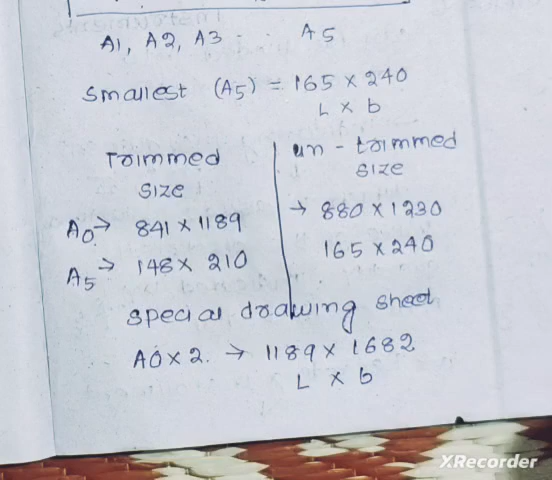 A1, A2, A3 - . A5
Smallest (A5) = 165 × 240
L × b
Trimmed size
un - trimmed size
A0 → 841 × 1189
→ 880 × 1230
A5 → 148 × 210
165 × 240
special drawing sheet
A0 × 2. → 1189 × 1682
L × b
XRecorder